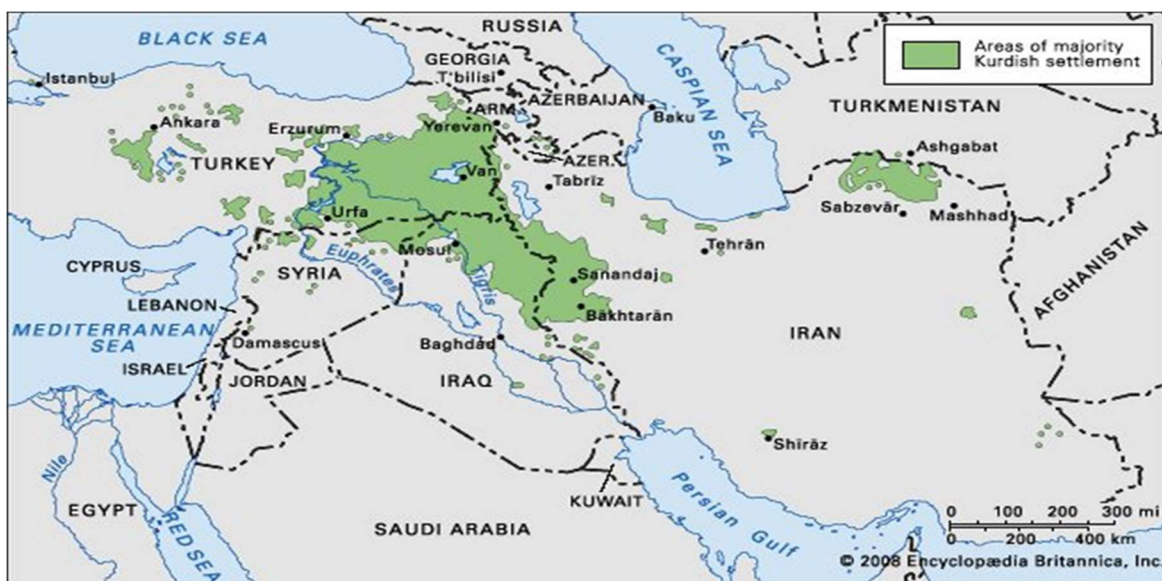 RUSSIA
BLACK SEA
GEORGIA
T'bilisi
CASPIAN SEA
Areas of majority
Kurdish settlement
Istanbul
ARM
AZERBAIJAN
Baku
TURKMENISTAN
Ankara
Erzurum
Yerevan
TURKEY
AZER.
Ashgabat
Van
Tabrīz
Urfa
Sabzevār
Mashhad
Mosul
Tehrān
CYPRUS
SYRIA
Euphrates
Tigris
Sanandaj
AFGHANISTAN
LEBANON
Bākhtarān
MEDITERRANEAN
SEA
Damascus
Baghdād
IRAN
ISRAEL
JORDAN
IRAQ
Shīrāz
Nile
KUWAIT
Persian Gulf
EGYPT
RED SEA
SAUDI ARABIA
0 100 200 300 mi
0 200 400 km
© 2008 Encyclopædia Britannica, Inc.